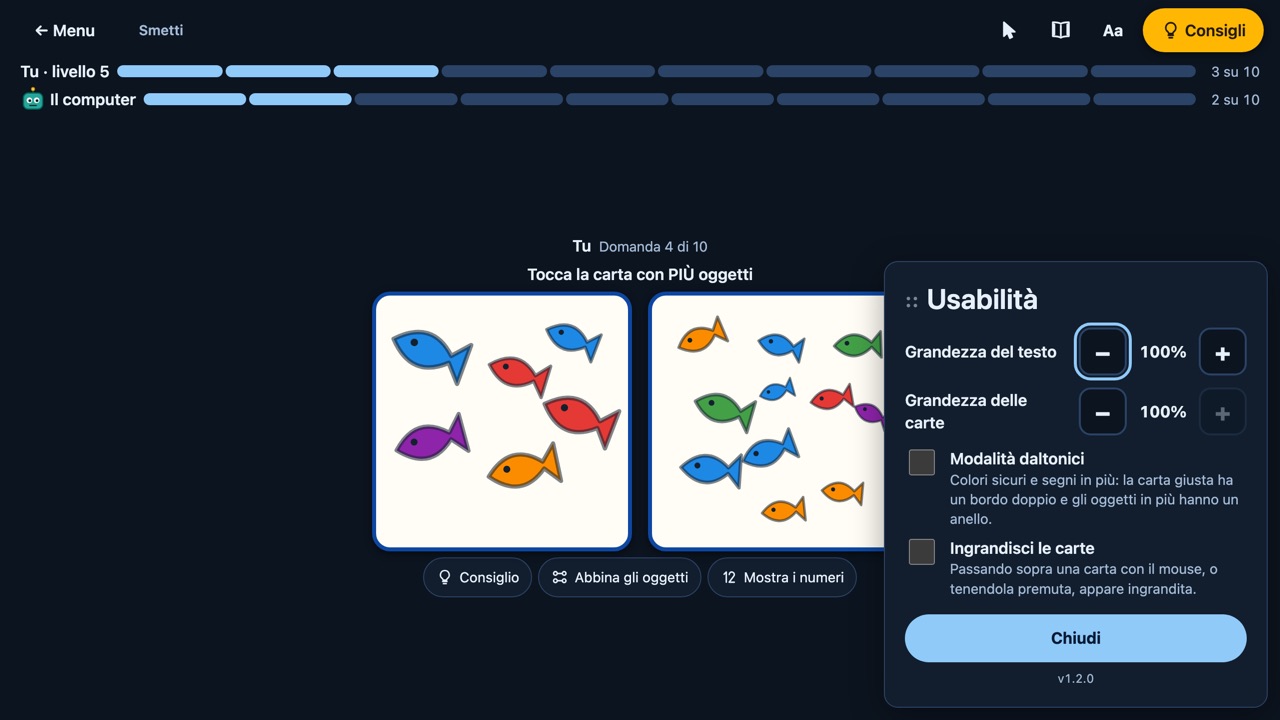 Menu
Smetti
Aa
Consigli
Tu · livello 5
3 su 10
Il computer
2 su 10
Tu Domanda 4 di 10
Tocca la carta con PIÙ oggetti
Consiglio
Abbina gli oggetti
12 Mostra i numeri
Usabilità
Grandezza del testo
− 100% +
Grandezza delle
carte
− 100% +
Modalità daltonici
Colori sicuri e segni in più: la carta giusta ha
un bordo doppio e gli oggetti in più hanno un
anello.
Ingrandisci le carte
Passando sopra una carta con il mouse, o
tenendola premuta, appare ingrandita.
Chiudi
v1.2.0